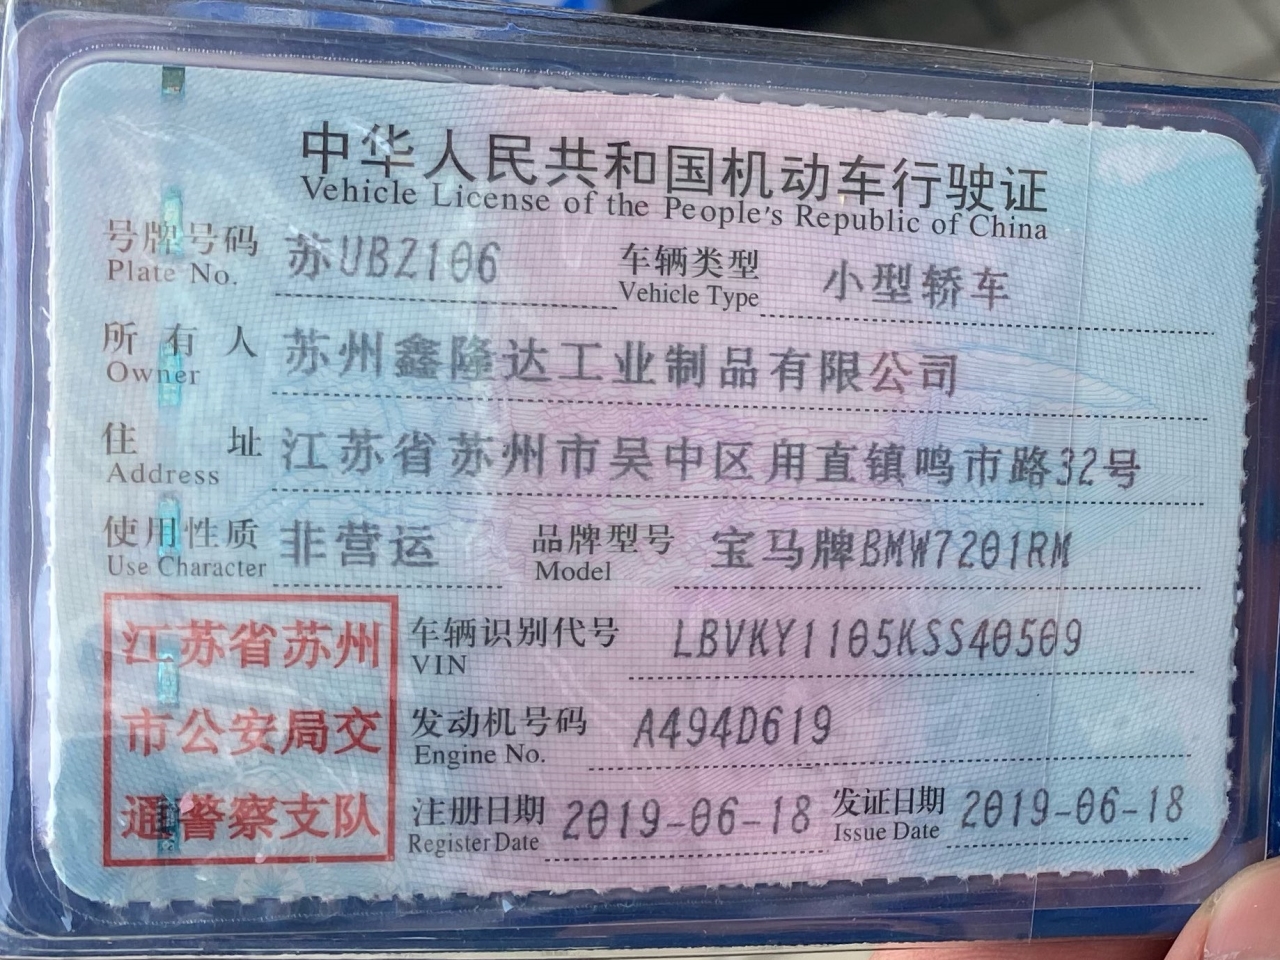 中华人民共和国机动车行驶证
Vehicle License of the People's Republic of China
号牌号码 苏UBZ106 车辆类型 小型轿车
Plate No. Vehicle Type
所有人 苏州鑫隆达工业制品有限公司
Owner
住址 江苏省苏州市吴中区甪直镇鸣市路32号
Address
使用性质 非营运 品牌型号 宝马牌BMW7201RM
Use Character Model
江苏省苏州
市公安局交
通警察支队
车辆识别代号 LBVKY1105KSS40509
VIN
发动机号码 A494D619
Engine No.
注册日期 2019-06-18 发证日期 2019-06-18
Register Date Issue Date